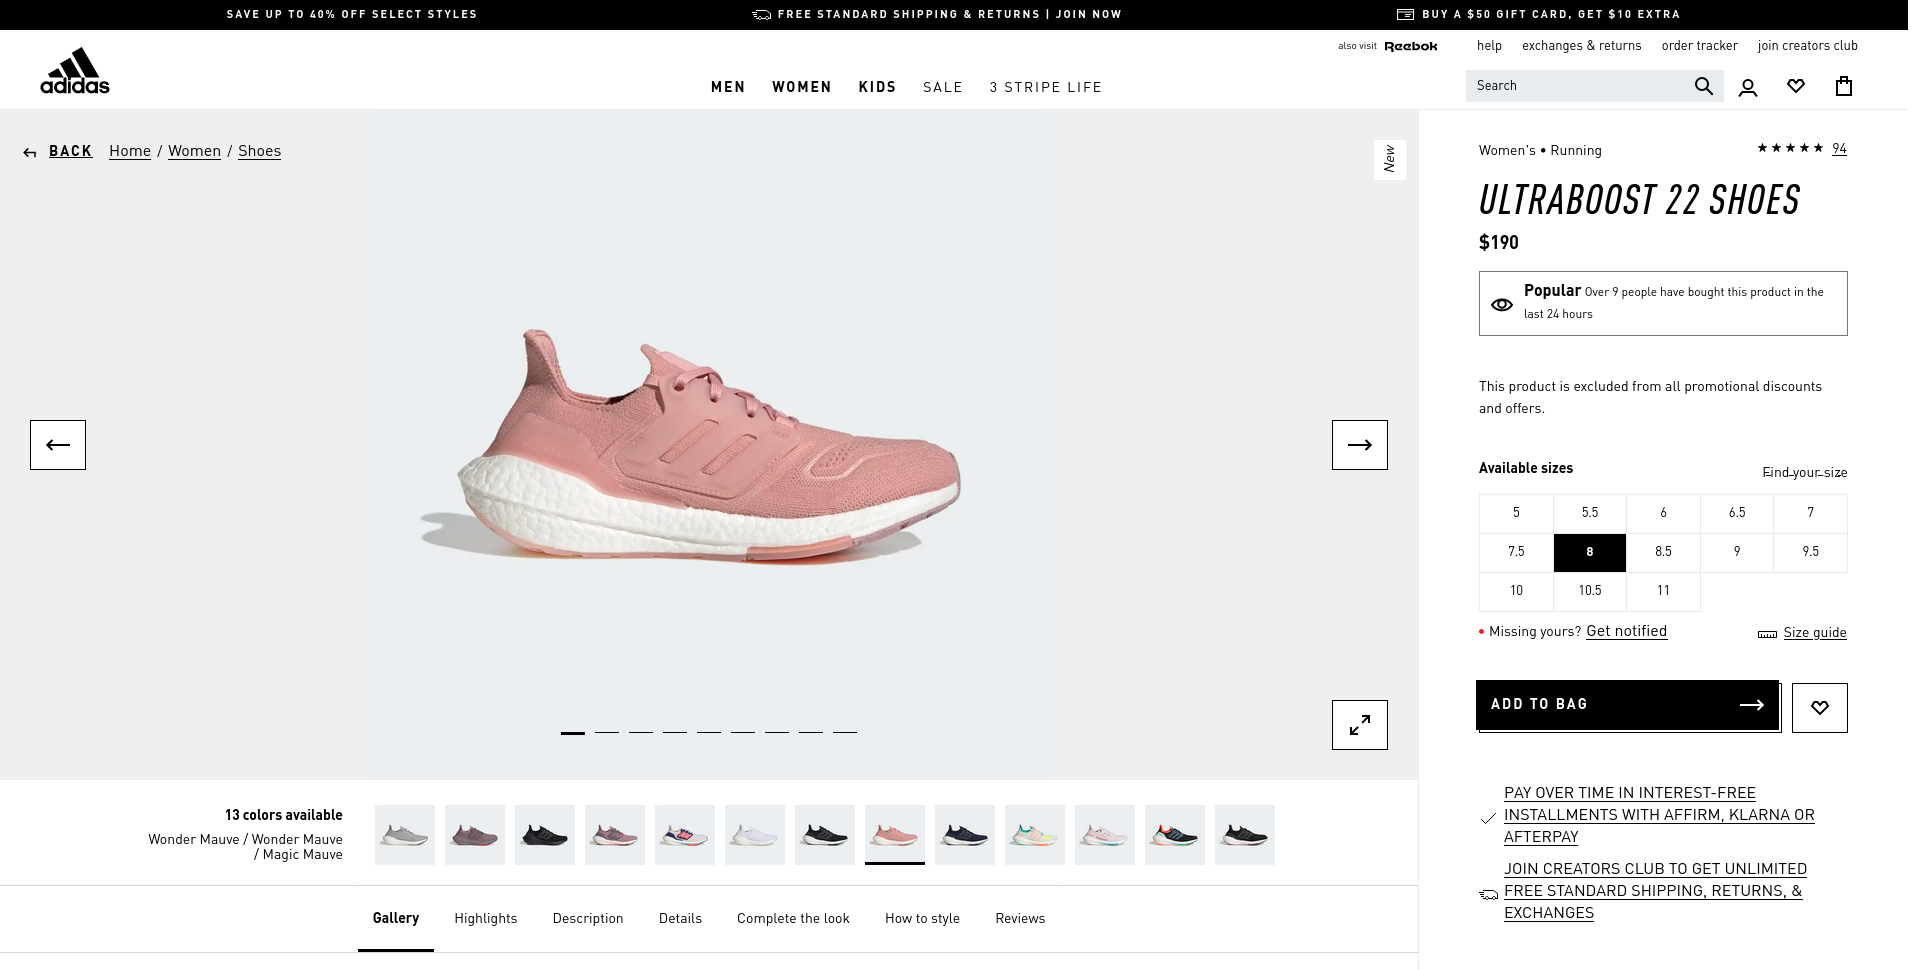 SAVE UP TO 40% OFF SELECT STYLES
FREE STANDARD SHIPPING & RETURNS | JOIN NOW
BUY A $50 GIFT CARD, GET $10 EXTRA
also visit Reebok
help
exchanges & returns
order tracker
join creators club
adidas
MEN
WOMEN
KIDS
SALE
3 STRIPE LIFE
Search
BACK
Home / Women / Shoes
New
Women's • Running
94
ULTRABOOST 22 SHOES
$190
Popular Over 9 people have bought this product in the
last 24 hours
This product is excluded from all promotional discounts
and offers.
Available sizes
Find your size
5 5.5 6 6.5 7
7.5 8 8.5 9 9.5
10 10.5 11
Missing yours? Get notified
Size guide
ADD TO BAG
PAY OVER TIME IN INTEREST-FREE
INSTALLMENTS WITH AFFIRM, KLARNA OR
AFTERPAY
JOIN CREATORS CLUB TO GET UNLIMITED
FREE STANDARD SHIPPING, RETURNS, &
EXCHANGES
13 colors available
Wonder Mauve / Wonder Mauve
/ Magic Mauve
Gallery
Highlights
Description
Details
Complete the look
How to style
Reviews